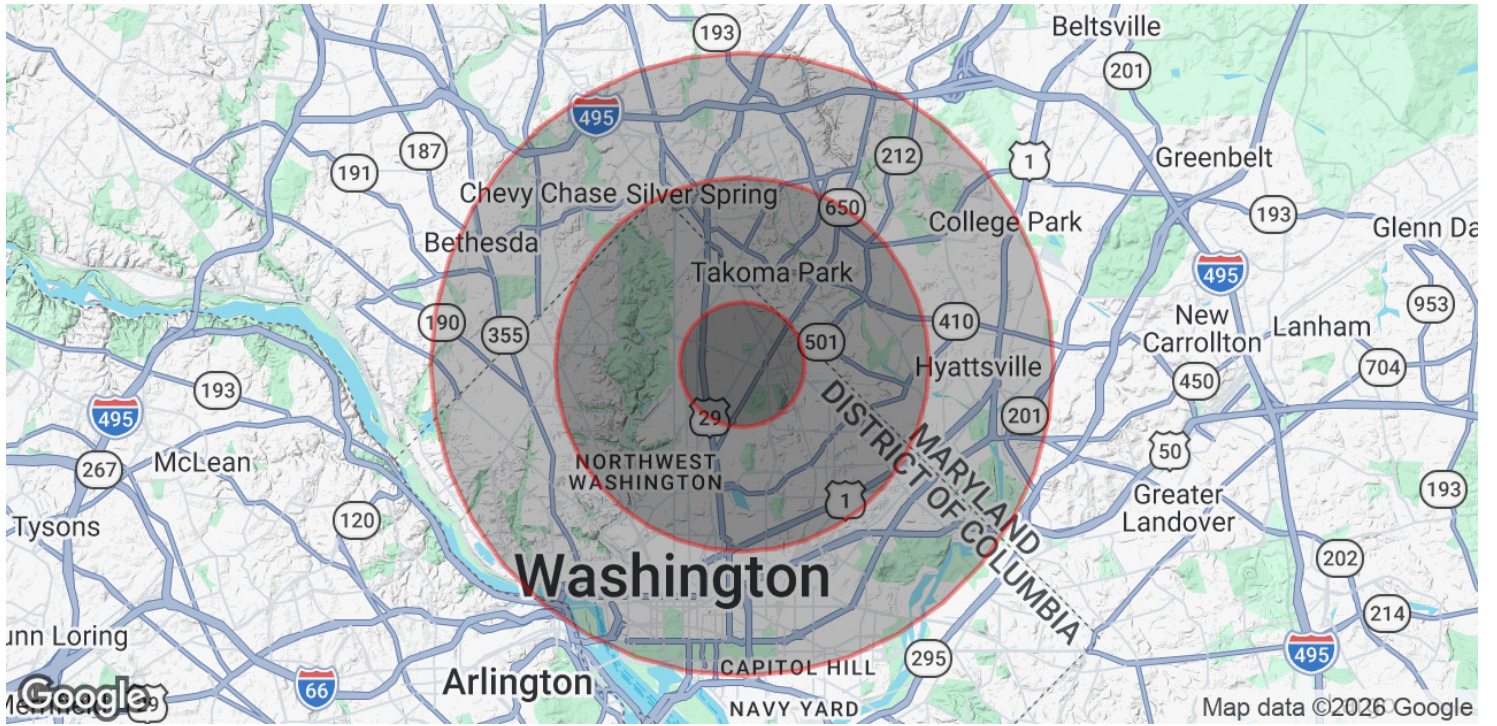 193
Beltsville
201
495
187
212
1
Greenbelt
191
Chevy Chase
Silver Spring
650
193
College Park
Glenn Da
Bethesda
Takoma Park
495
953
190
355
501
410
New
Carrollton
Lanham
Hyattsville
704
193
450
495
29
201
DISTRICT OF COLUMBIA
MARYLAND
50
267
McLean
NORTHWEST
WASHINGTON
193
1
Greater
Landover
Tysons
120
202
Washington
214
unn Loring
495
295
CAPITOL HILL
Arlington
66
Google
29
NAVY YARD
Map data ©2026 Google